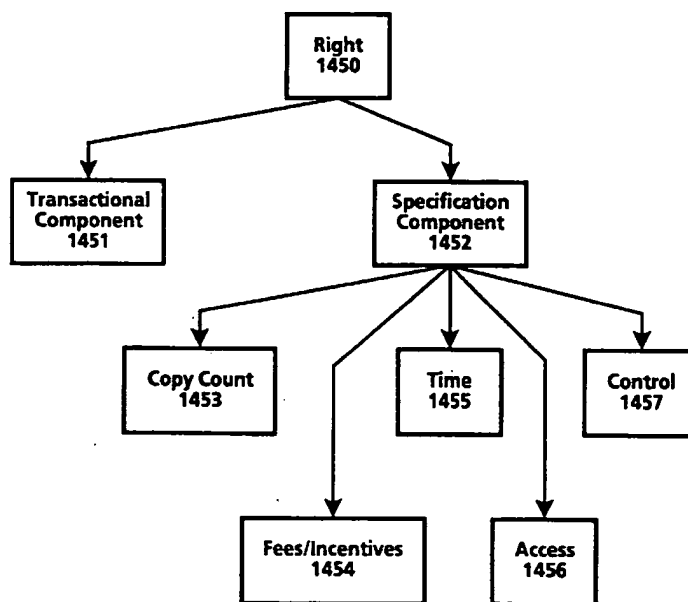 Right
1450
Transactional
Component
1451
Specification
Component
1452
Copy Count
1453
Time
1455
Control
1457
Fees/Incentives
1454
Access
1456